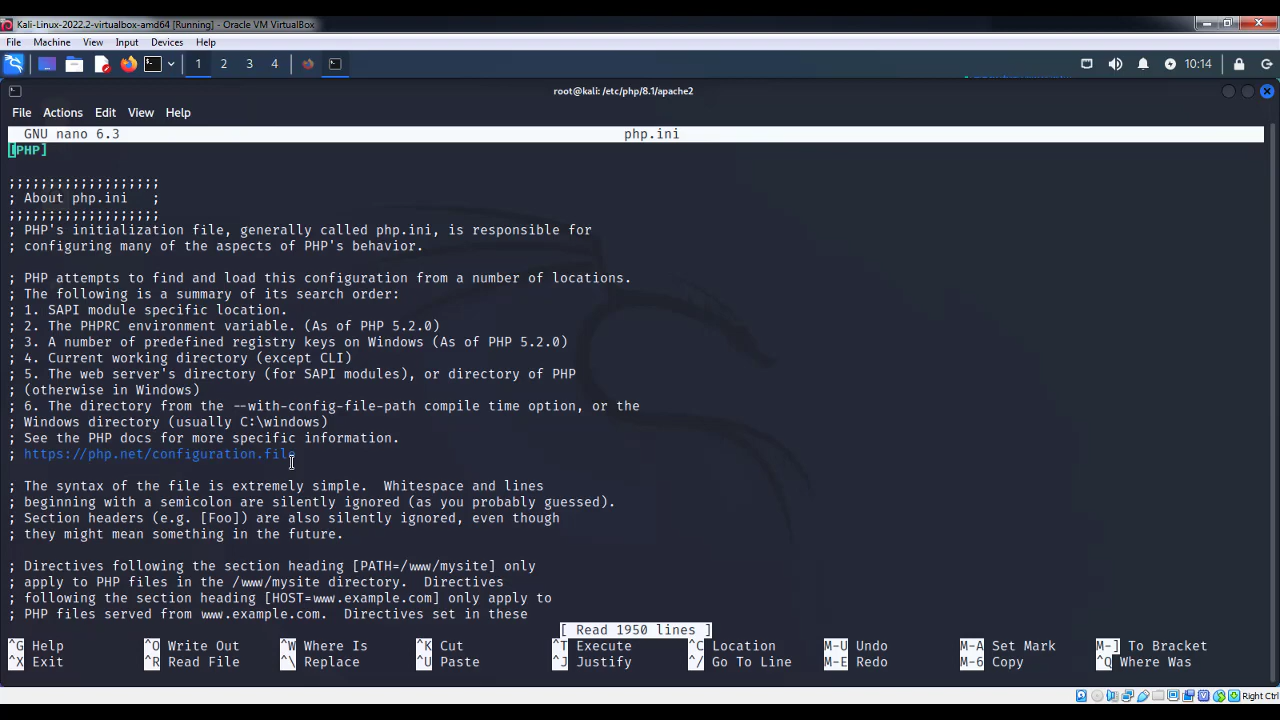 Kali-Linux-2022.2-virtualbox-amd64 [Running] - Oracle VM VirtualBox
File Machine View Input Devices Help
1 2 3 4 10:14
root@kali: /etc/php/8.1/apache2
File Actions Edit View Help
GNU nano 6.3 php.ini
[PHP]
;;;;;;;;;;;;;;;;;;;
; About php.ini   ;
;;;;;;;;;;;;;;;;;;;
; PHP's initialization file, generally called php.ini, is responsible for
; configuring many of the aspects of PHP's behavior.
; PHP attempts to find and load this configuration from a number of locations.
; The following is a summary of its search order:
; 1. SAPI module specific location.
; 2. The PHPRC environment variable. (As of PHP 5.2.0)
; 3. A number of predefined registry keys on Windows (As of PHP 5.2.0)
; 4. Current working directory (except CLI)
; 5. The web server's directory (for SAPI modules), or directory of PHP
; (otherwise in Windows)
; 6. The directory from the --with-config-file-path compile time option, or the
; Windows directory (usually C:\windows)
; See the PHP docs for more specific information.
; https://php.net/configuration.file
; The syntax of the file is extremely simple.  Whitespace and lines
; beginning with a semicolon are silently ignored (as you probably guessed).
; Section headers (e.g. [Foo]) are also silently ignored, even though
; they might mean something in the future.
; Directives following the section heading [PATH=/www/mysite] only
; apply to PHP files in the /www/mysite directory.  Directives
; following the section heading [HOST=www.example.com] only apply to
; PHP files served from www.example.com.  Directives set in these
[ Read 1950 lines ]
^G Help ^O Write Out ^W Where Is ^K Cut ^T Execute ^C Location M-U Undo M-A Set Mark M-] To Bracket
^X Exit ^R Read File ^\ Replace ^U Paste ^J Justify ^/ Go To Line M-E Redo M-6 Copy ^Q Where Was
Right Ctrl